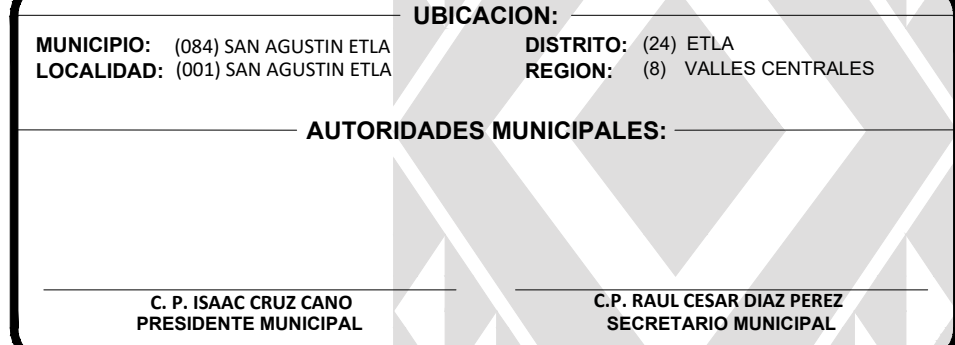 UBICACION:
MUNICIPIO: (084) SAN AGUSTIN ETLA DISTRITO: (24) ETLA
LOCALIDAD: (001) SAN AGUSTIN ETLA REGION: (8) VALLES CENTRALES
AUTORIDADES MUNICIPALES:
C. P. ISAAC CRUZ CANO C.P. RAUL CESAR DIAZ PEREZ
PRESIDENTE MUNICIPAL SECRETARIO MUNICIPAL